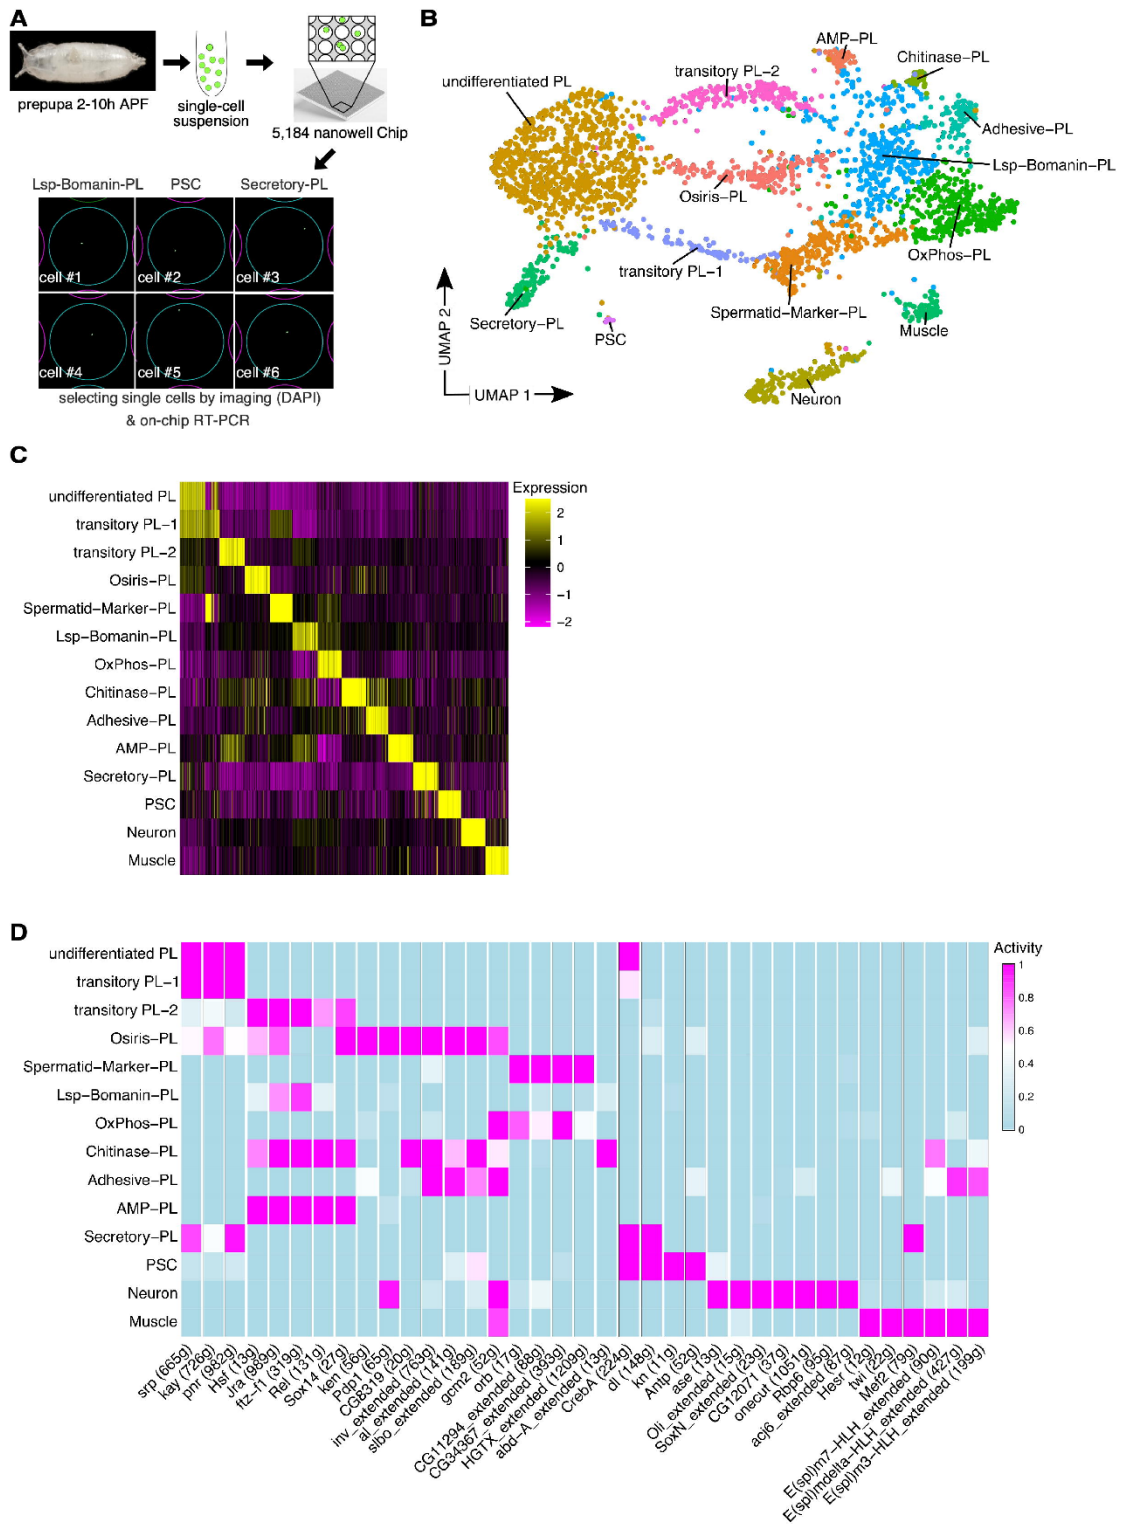 A
prepupa 2-10h APF
single-cell
suspension
5,184 nanowell Chip
Lsp-Bomanin-PL
PSC
Secretory-PL
cell #1
cell #2
cell #3
cell #4
cell #5
cell #6
selecting single cells by imaging (DAPI)
& on-chip RT-PCR
B
AMP−PL
Chitinase−PL
transitory PL−2
undifferentiated PL
Adhesive−PL
Lsp−Bomanin−PL
Osiris−PL
OxPhos−PL
transitory PL−1
Spermatid−Marker−PL
Secretory−PL
PSC
Muscle
Neuron
UMAP 2
UMAP 1
C
Expression
2
1
0
−1
−2
undifferentiated PL
transitory PL−1
transitory PL−2
Osiris−PL
Spermatid−Marker−PL
Lsp−Bomanin−PL
OxPhos−PL
Chitinase−PL
Adhesive−PL
AMP−PL
Secretory−PL
PSC
Neuron
Muscle
D
Activity
1
0.8
0.6
0.4
0.2
0
undifferentiated PL
transitory PL−1
transitory PL−2
Osiris−PL
Spermatid−Marker−PL
Lsp−Bomanin−PL
OxPhos−PL
Chitinase−PL
Adhesive−PL
AMP−PL
Secretory−PL
PSC
Neuron
Muscle
srp (665g)
kay (726g)
pnr (982g)
Hsf (13g)
Jra (989g)
ftz−f1 (319g)
Rel (131g)
Sox14 (27g)
ken (56g)
Pdp1 (65g)
CG8319 (20g)
inv_extended (63g)
al_extended (141g)
slbo_extended (189g)
gcm2 (52g)
orb (17g)
CG11294_extended (88g)
CG34367_extended (393g)
HGTX_extended (1209g)
abd−A_extended (13g)
CrebA (224g)
dl (148g)
kn (11g)
Antp (52g)
ase (13g)
Oli_extended (15g)
SoxN_extended (23g)
CG12071 (37g)
onecut (1051g)
Rbp6 (95g)
acj6_extended (87g)
Hesr (12g)
twi (22g)
Mef2 (79g)
E(spl)m7−HLH_extended (90g)
E(spl)mdelta−HLH_extended (427g)
E(spl)m3−HLH_extended (199g)